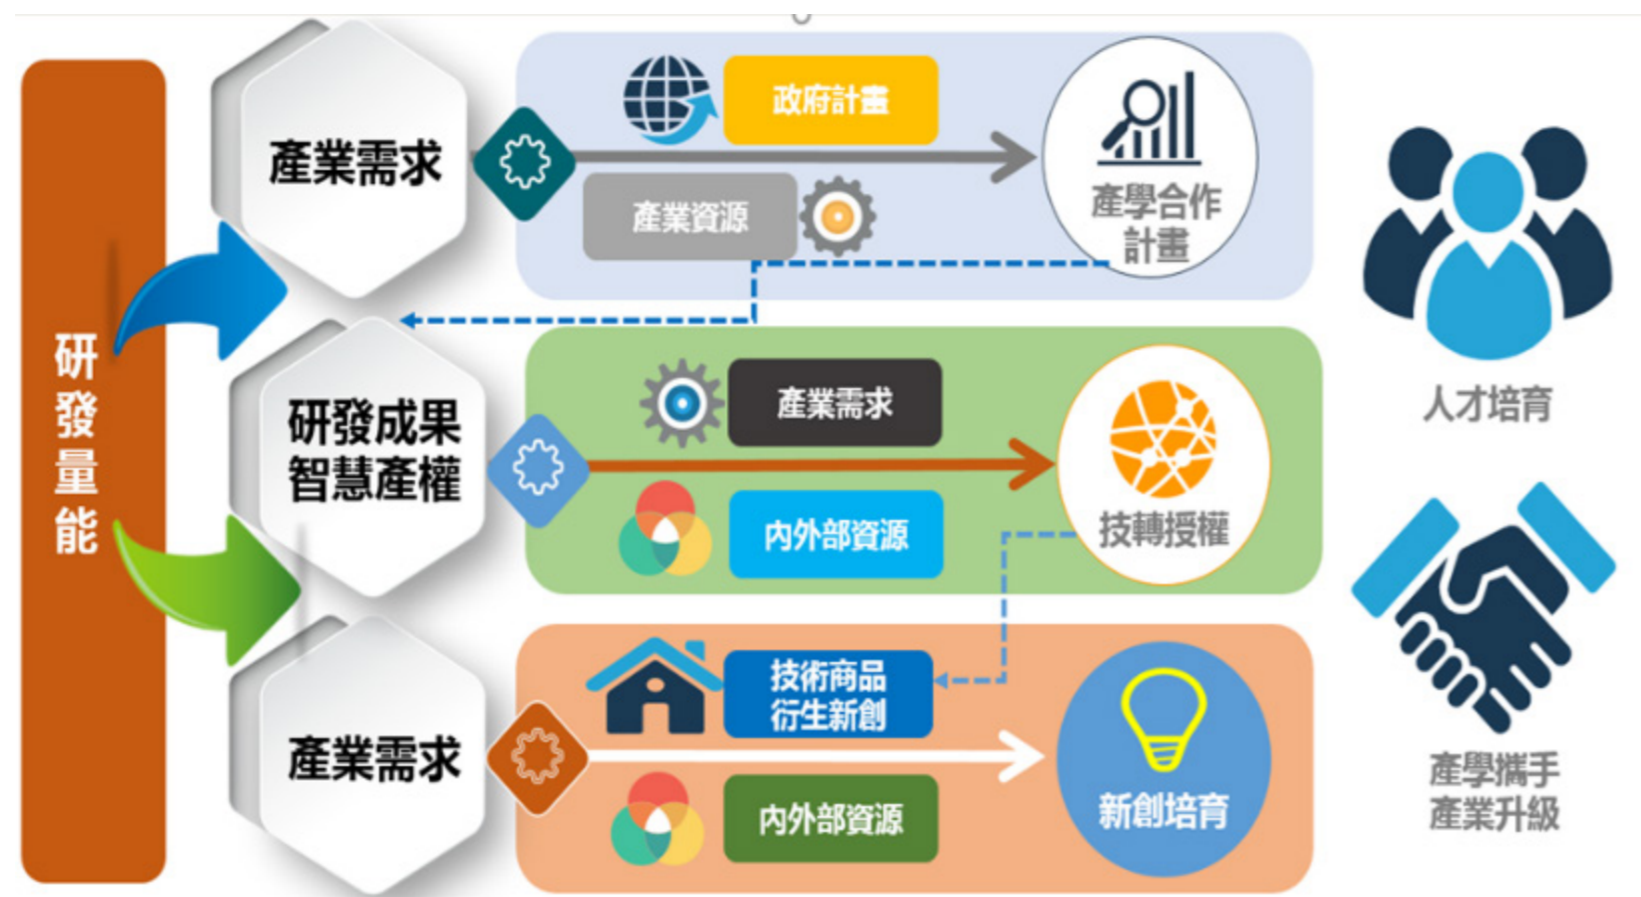 研發量能
產業需求
政府計畫
產業資源
產學合作
計畫
研發成果
智慧產權
產業需求
內外部資源
技轉授權
產業需求
技術商品
衍生新創
內外部資源
新創培育
人才培育
產學攜手
產業升級